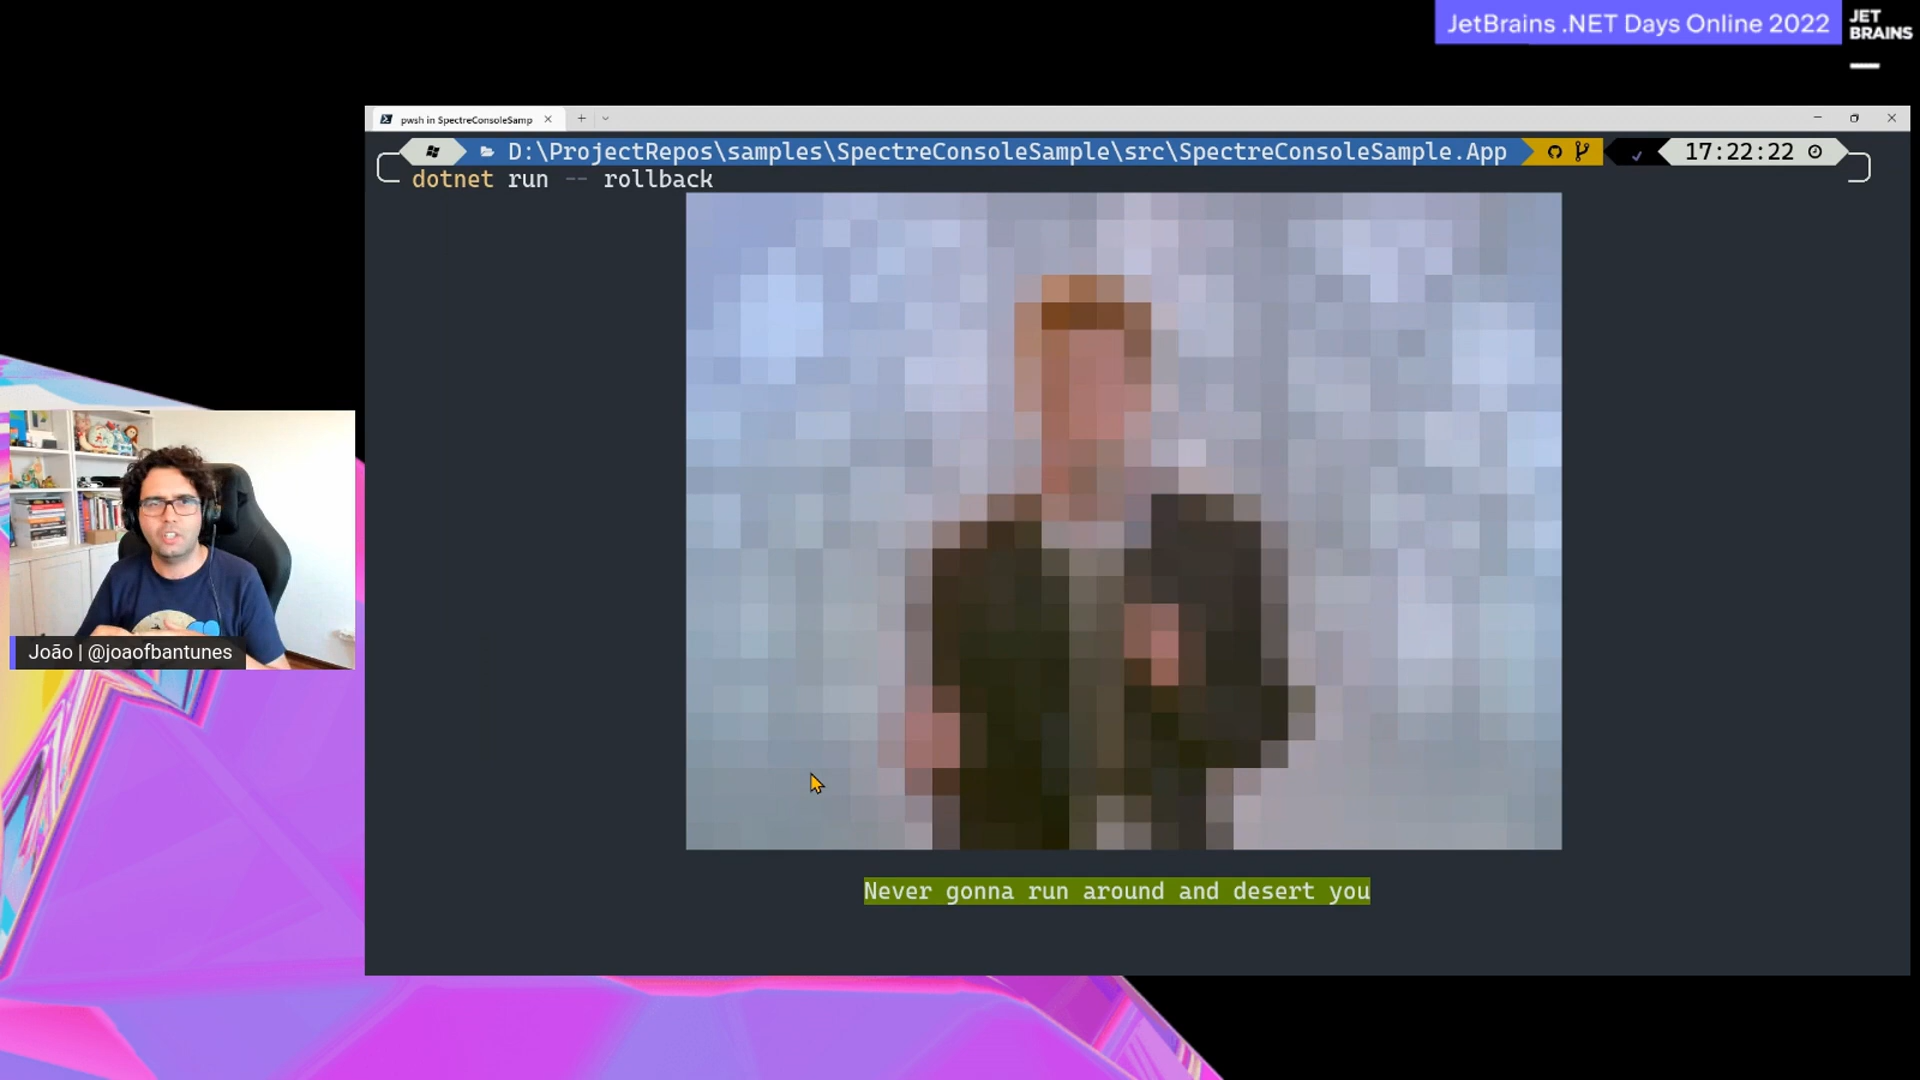 JetBrains .NET Days Online 2022
JET
BRAINS
pwsh in SpectreConsoleSamp
D:\ProjectRepos\samples\SpectreConsoleSample\src\SpectreConsoleSample.App
17:22:22
dotnet run -- rollback
João | @joaofbantunes
Never gonna run around and desert you